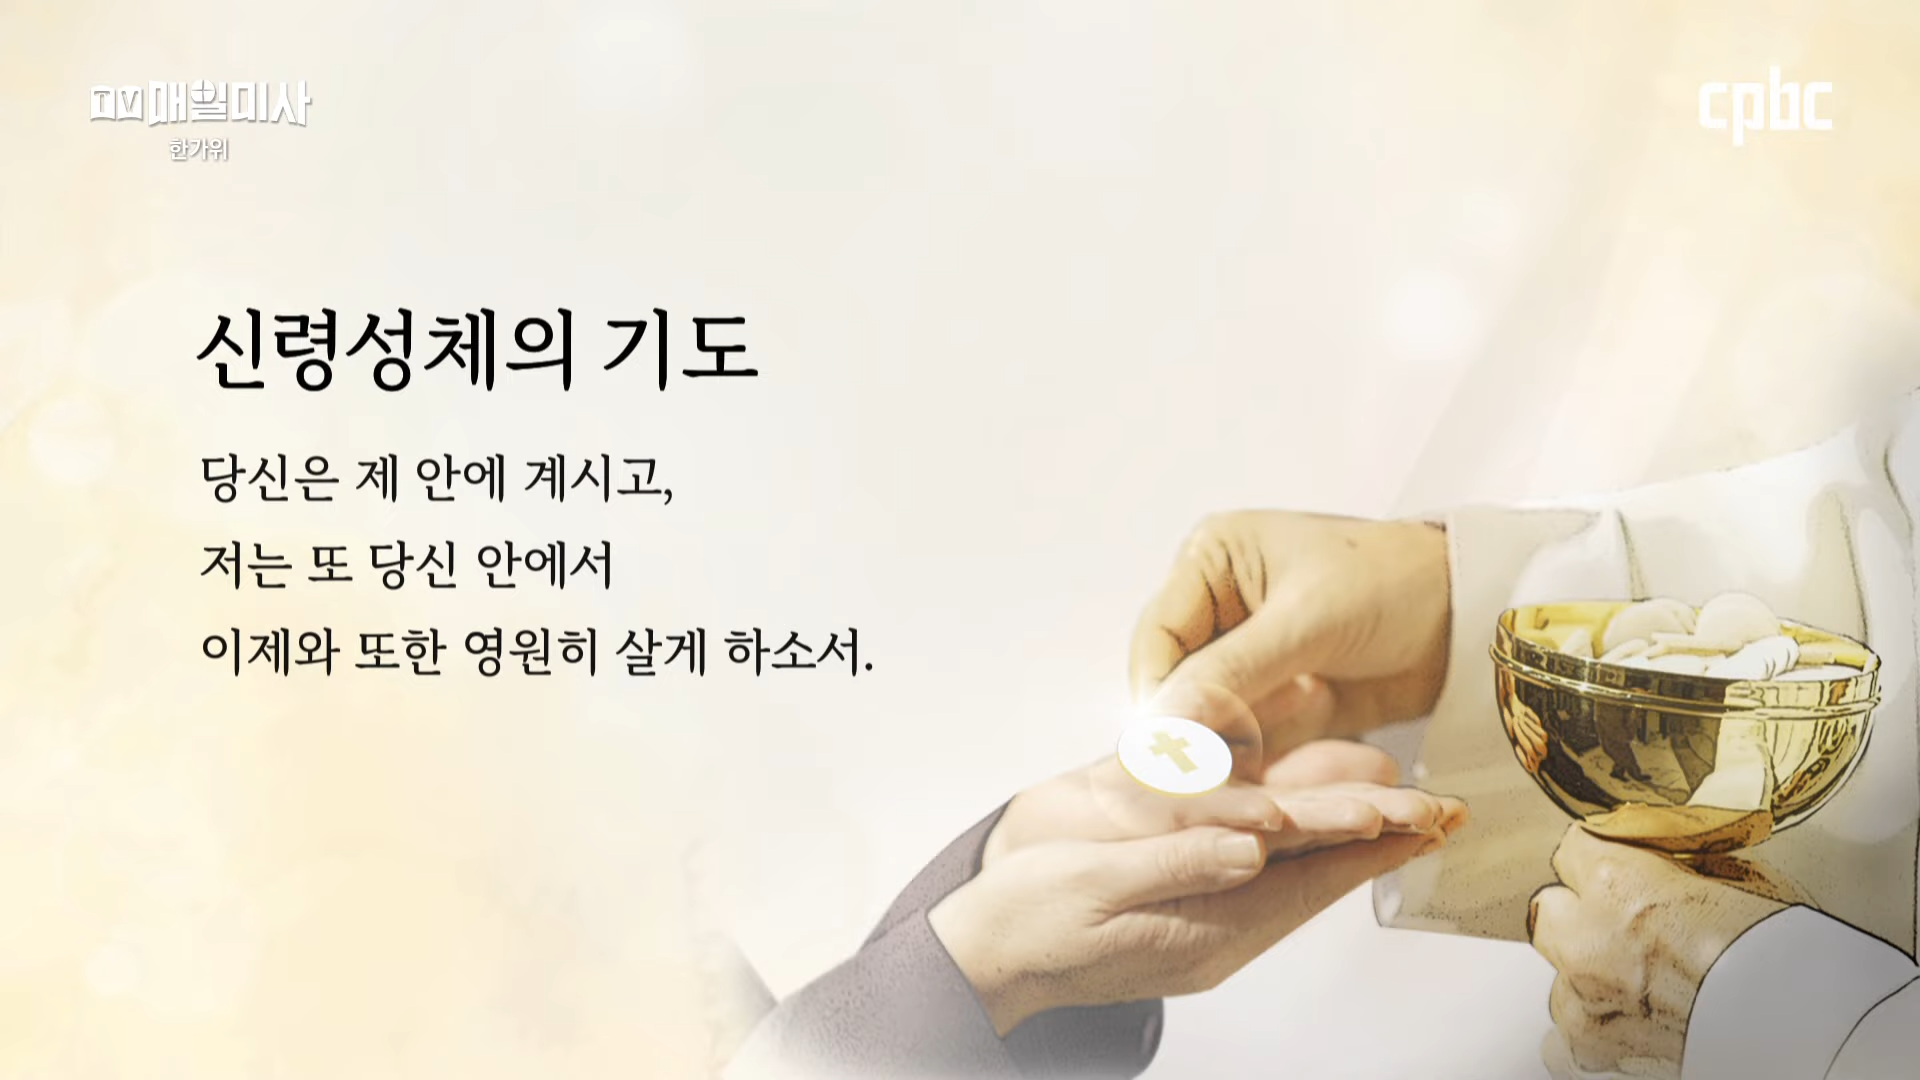 TV매일미사
한가위
cpbc
신령성체의 기도
당신은 제 안에 계시고,
저는 또 당신 안에서
이제와 또한 영원히 살게 하소서.